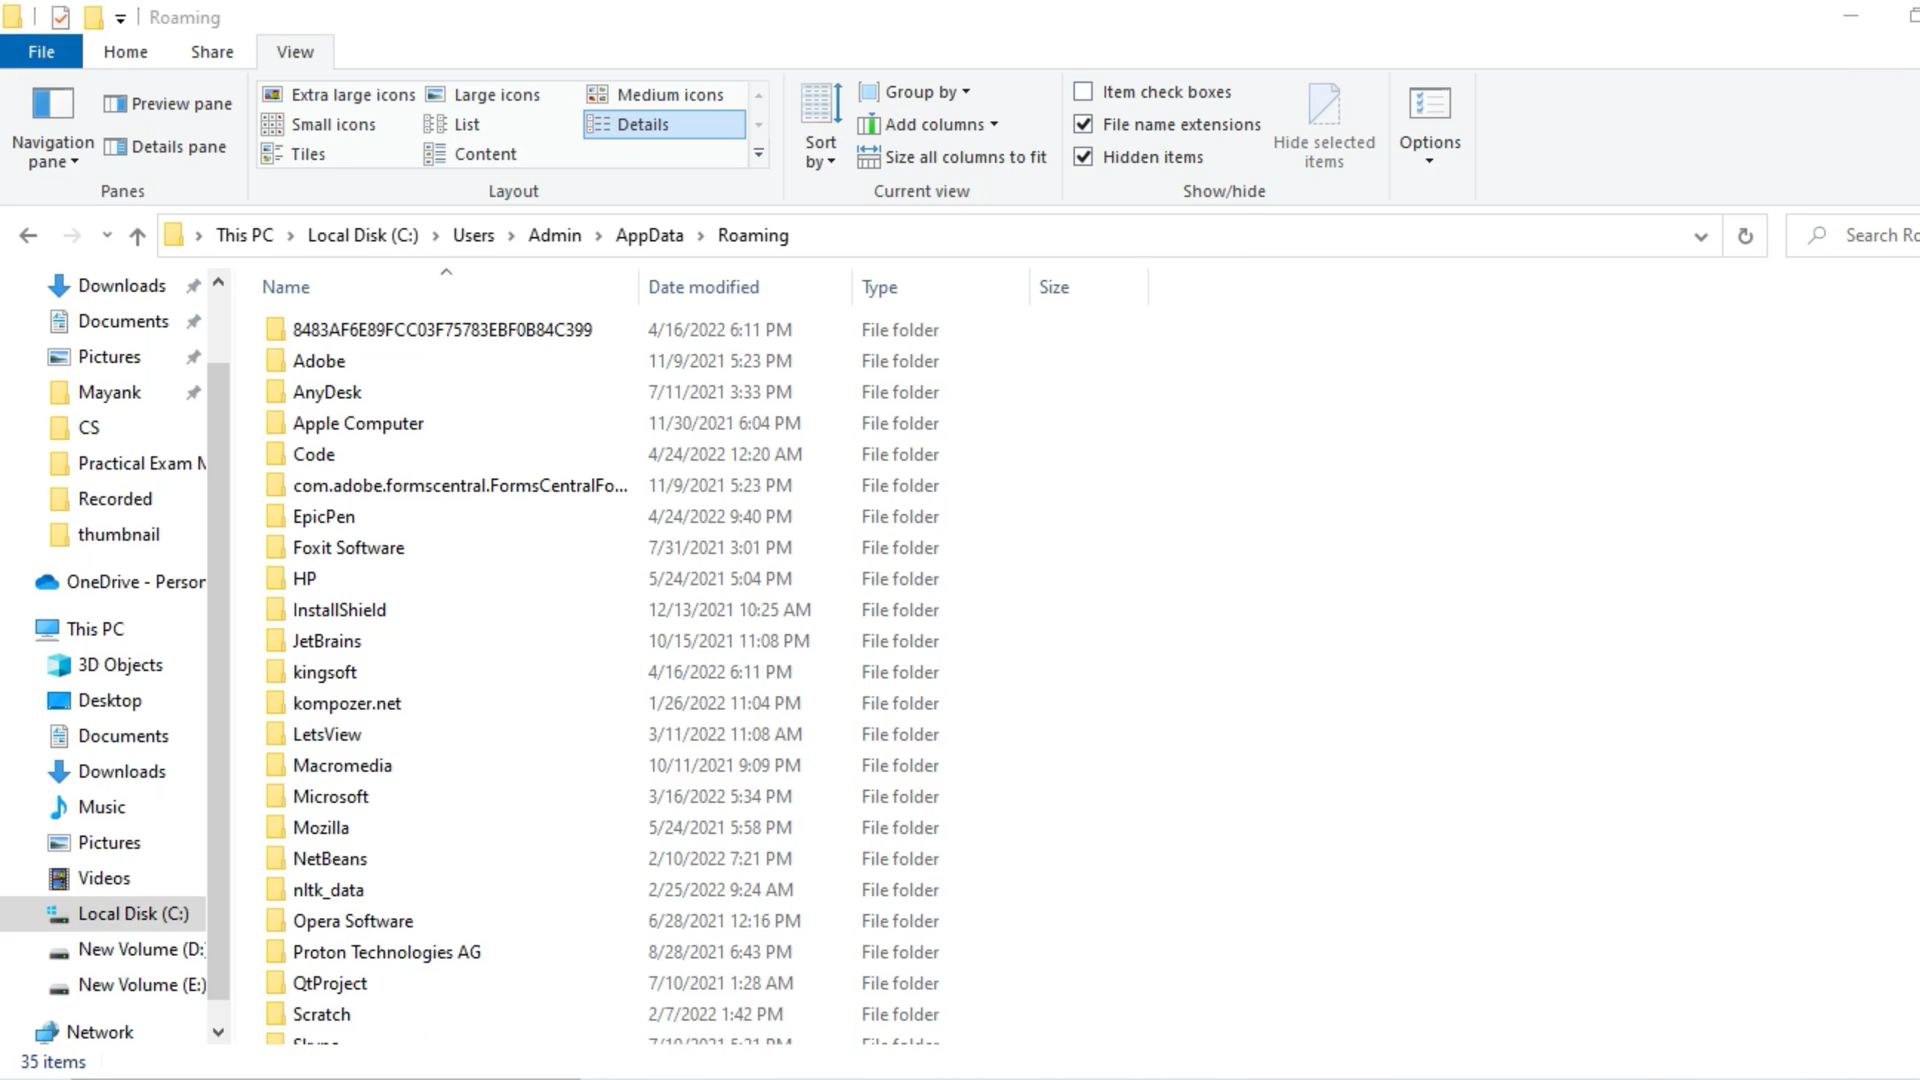 Roaming
File Home Share View
Navigation pane
Preview pane
Details pane
Panes
Extra large icons Large icons Medium icons
Small icons List Details
Tiles Content
Layout
Sort by
Group by
Add columns
Size all columns to fit
Current view
Item check boxes
File name extensions
Hidden items
Hide selected items
Show/hide
Options
This PC Local Disk (C:) Users Admin AppData Roaming
Search Ro
Downloads
Documents
Pictures
Mayank
CS
Practical Exam
Recorded
thumbnail
OneDrive - Person
This PC
3D Objects
Desktop
Documents
Downloads
Music
Pictures
Videos
Local Disk (C:)
New Volume (D:
New Volume (E:)
Network
Name Date modified Type Size
8483AF6E89FCC03F75783EBF0B84C399 4/16/2022 6:11 PM File folder
Adobe 11/9/2021 5:23 PM File folder
AnyDesk 7/11/2021 3:33 PM File folder
Apple Computer 11/30/2021 6:04 PM File folder
Code 4/24/2022 12:20 AM File folder
com.adobe.formscentral.FormsCentralFo... 11/9/2021 5:23 PM File folder
EpicPen 4/24/2022 9:40 PM File folder
Foxit Software 7/31/2021 3:01 PM File folder
HP 5/24/2021 5:04 PM File folder
InstallShield 12/13/2021 10:25 AM File folder
JetBrains 10/15/2021 11:08 PM File folder
kingsoft 4/16/2022 6:11 PM File folder
kompozer.net 1/26/2022 11:04 PM File folder
LetsView 3/11/2022 11:08 AM File folder
Macromedia 10/11/2021 9:09 PM File folder
Microsoft 3/16/2022 5:34 PM File folder
Mozilla 5/24/2021 5:58 PM File folder
NetBeans 2/10/2022 7:21 PM File folder
nltk_data 2/25/2022 9:24 AM File folder
Opera Software 6/28/2021 12:16 PM File folder
Proton Technologies AG 8/28/2021 6:43 PM File folder
QtProject 7/10/2021 1:28 AM File folder
Scratch 2/7/2022 1:42 PM File folder
35 items